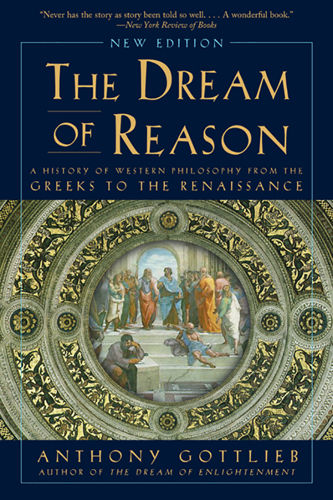 "Never has the story as story been told so well. . . . A wonderful book."
—New York Review of Books
NEW EDITION
THE DREAM
OF REASON
A HISTORY OF WESTERN PHILOSOPHY FROM THE
GREEKS TO THE RENAISSANCE
ANTHONY GOTTLIEB
AUTHOR OF THE DREAM OF ENLIGHTENMENT